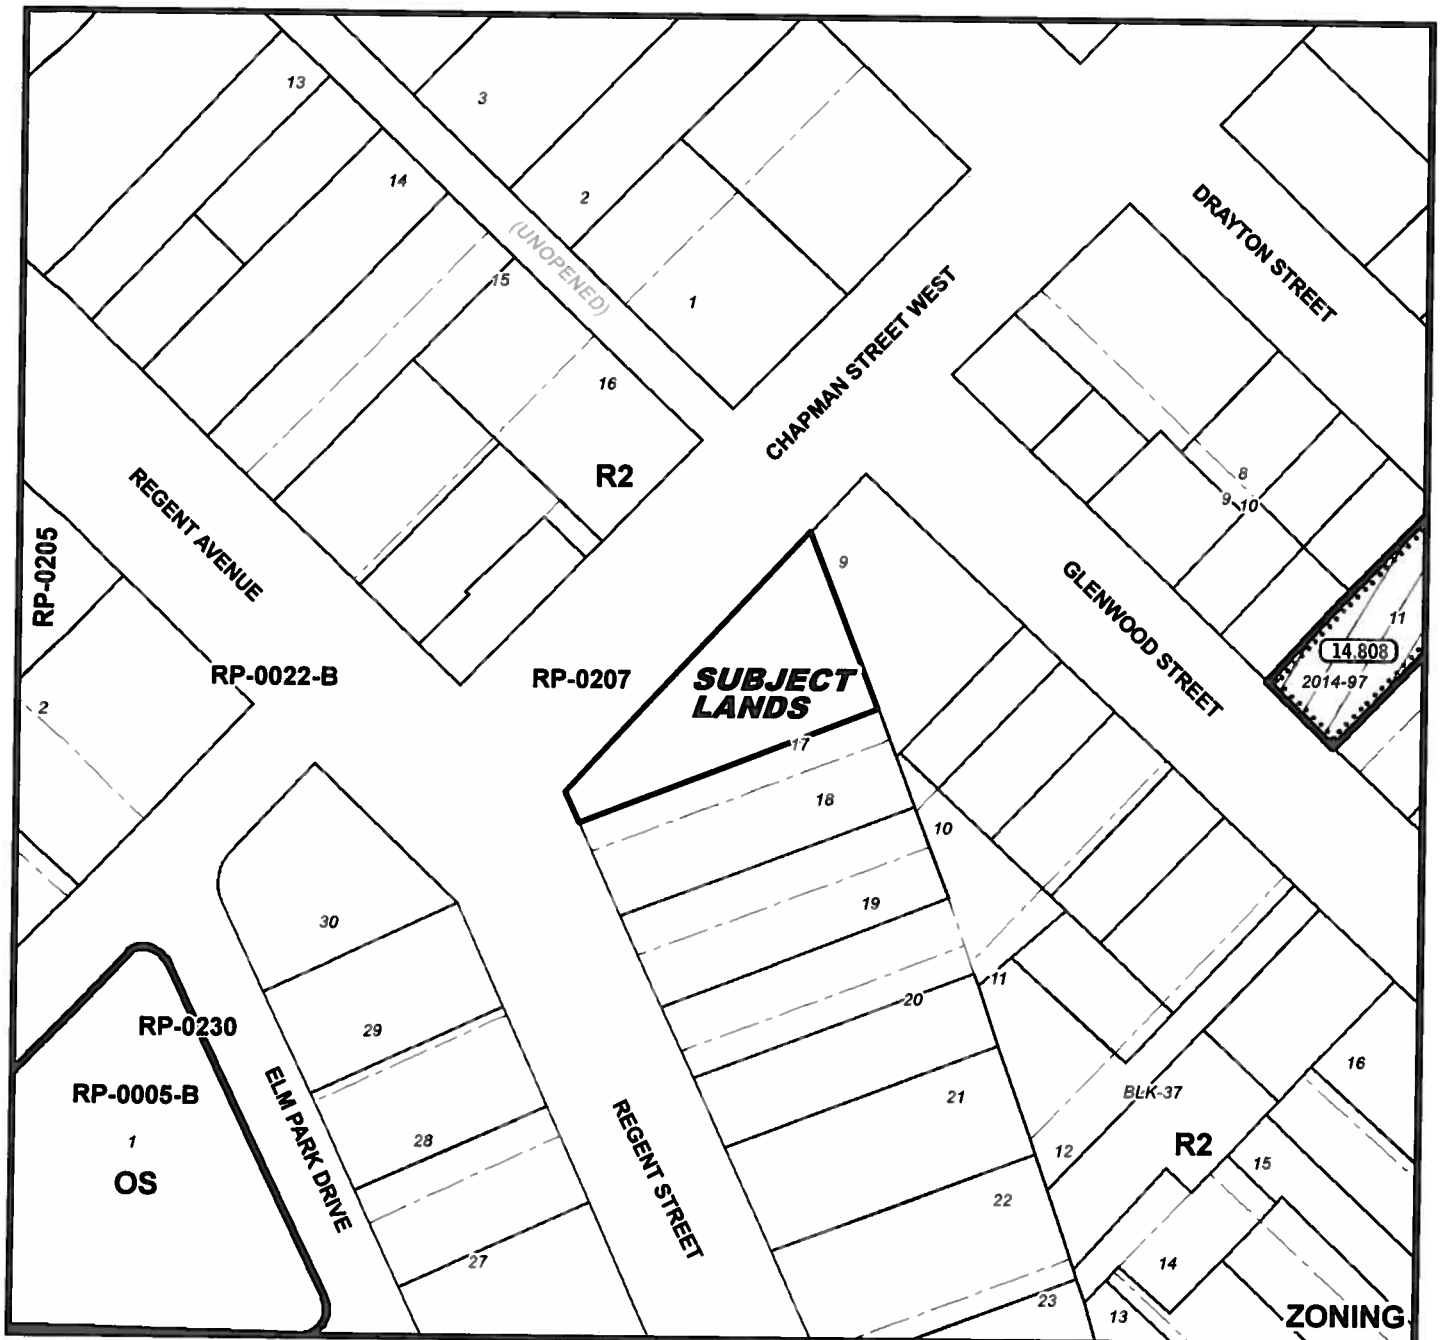 13
3
14
2
DRAYTON STREET
(UNOPENED)
15
1
CHAPMAN STREET WEST
16
R2
8
9
10
REGENT AVENUE
RP-0205
9
GLENWOOD STREET
11
14.808
2014-97
RP-0022-B
RP-0207
SUBJECT
LANDS
2
17
18
10
19
30
11
20
RP-0230
29
16
RP-0005-B
ELM PARK DRIVE
BLK-37
21
1
28
REGENT STREET
12
R2
15
OS
22
27
14
23
13
ZONING